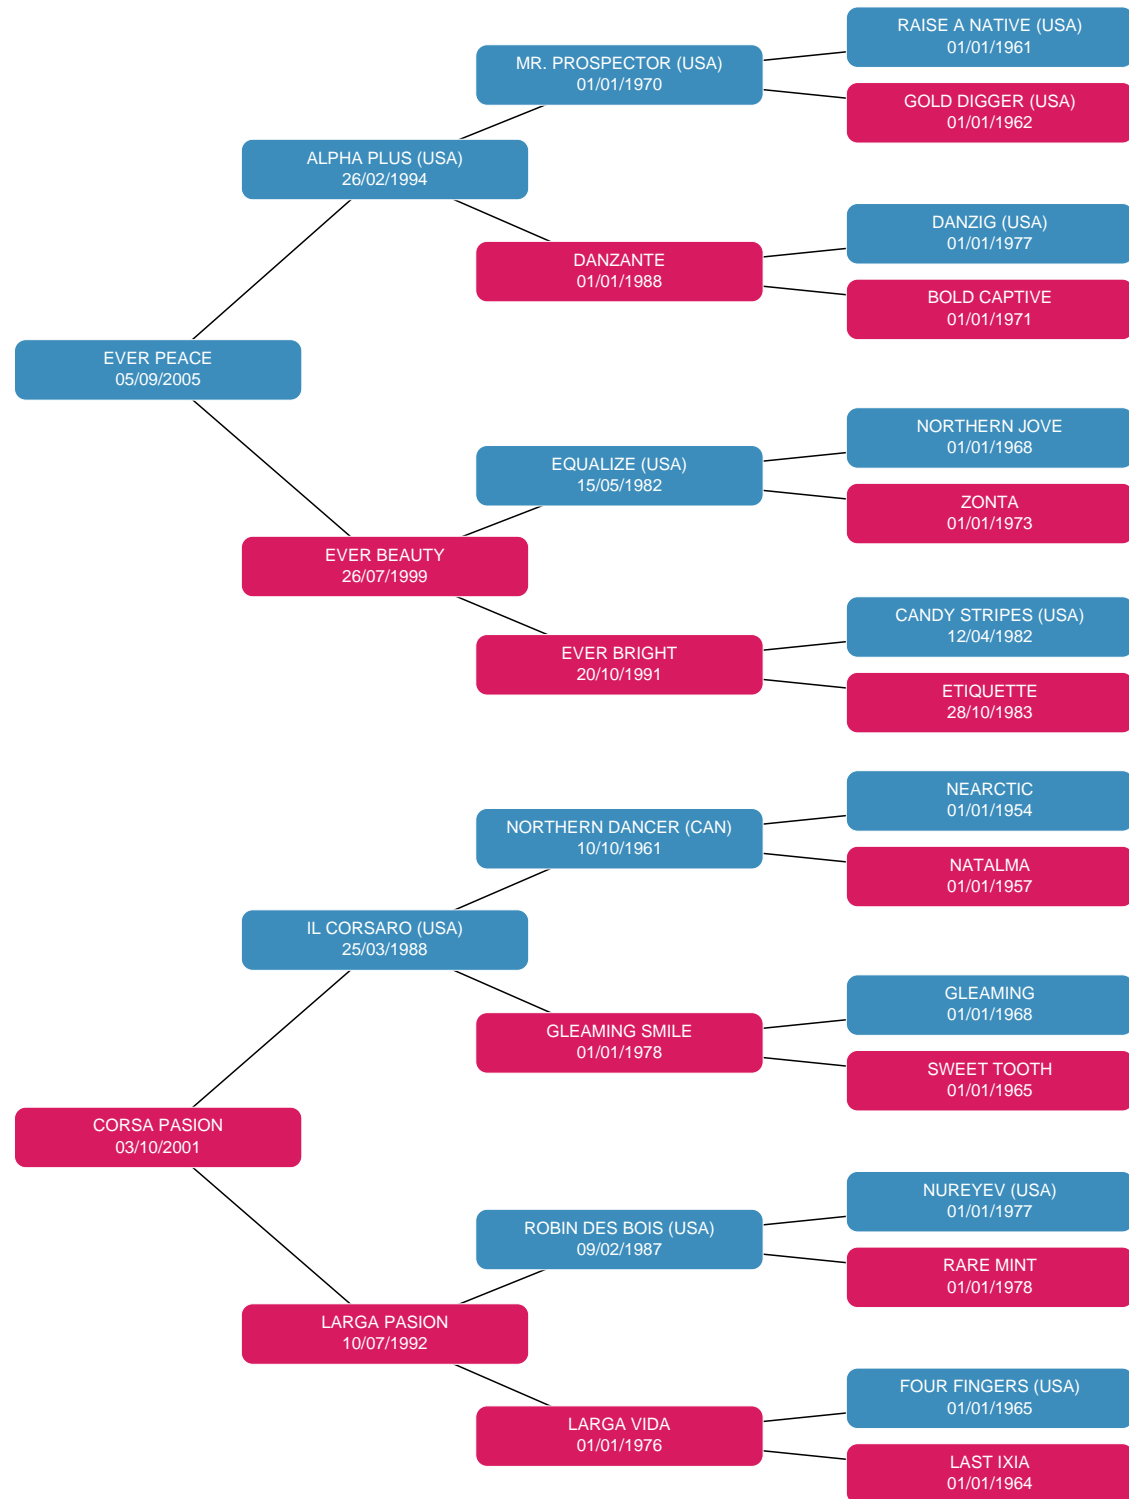 RAISE A NATIVE (USA)
01/01/1961
MR. PROSPECTOR (USA)
01/01/1970
GOLD DIGGER (USA)
01/01/1962
ALPHA PLUS (USA)
26/02/1994
DANZIG (USA)
01/01/1977
DANZANTE
01/01/1988
BOLD CAPTIVE
01/01/1971
EVER PEACE
05/09/2005
NORTHERN JOVE
01/01/1968
EQUALIZE (USA)
15/05/1982
ZONTA
01/01/1973
EVER BEAUTY
26/07/1999
CANDY STRIPES (USA)
12/04/1982
EVER BRIGHT
20/10/1991
ETIQUETTE
28/10/1983
NEARCTIC
01/01/1954
NORTHERN DANCER (CAN)
10/10/1961
NATALMA
01/01/1957
IL CORSARO (USA)
25/03/1988
GLEAMING
01/01/1968
GLEAMING SMILE
01/01/1978
SWEET TOOTH
01/01/1965
CORSA PASION
03/10/2001
NUREYEV (USA)
01/01/1977
ROBIN DES BOIS (USA)
09/02/1987
RARE MINT
01/01/1978
LARGA PASION
10/07/1992
FOUR FINGERS (USA)
01/01/1965
LARGA VIDA
01/01/1976
LAST IXIA
01/01/1964